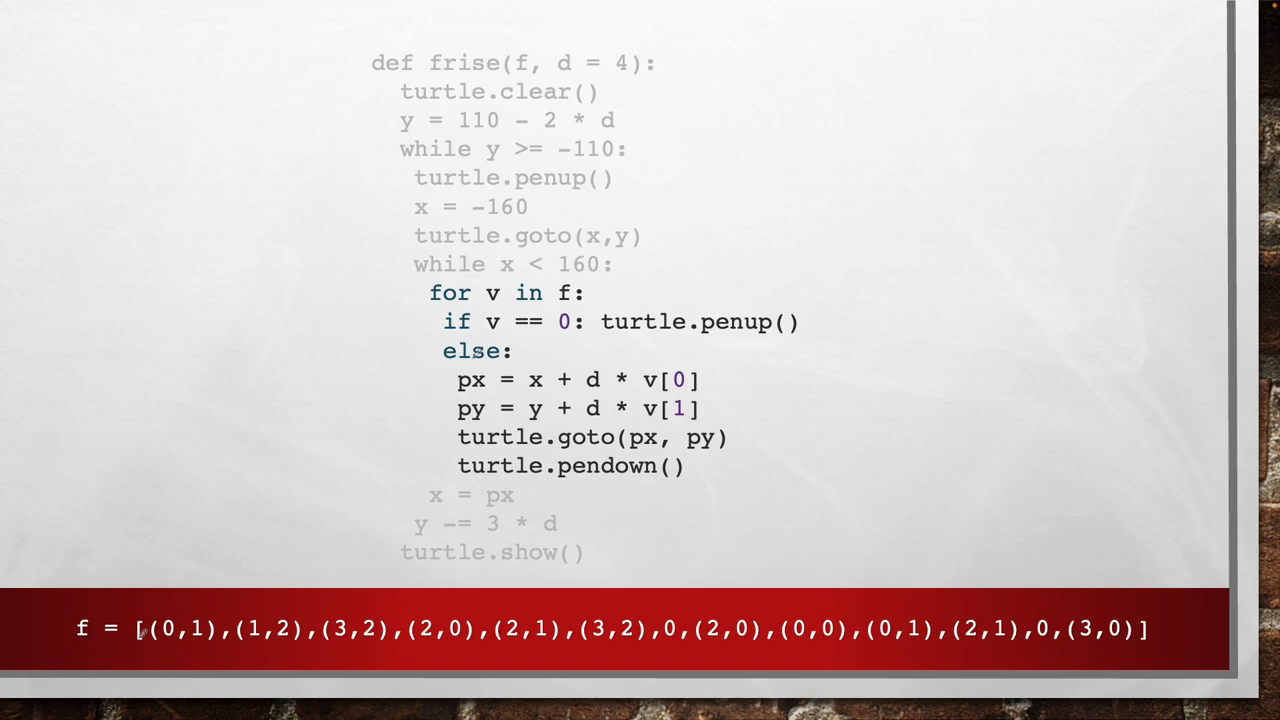 def frise(f, d = 4):
turtle.clear()
y = 110 - 2 * d
while y >= -110:
turtle.penup()
x = -160
turtle.goto(x,y)
while x < 160:
for v in f:
if v == 0: turtle.penup()
else:
px = x + d * v[0]
py = y + d * v[1]
turtle.goto(px, py)
turtle.pendown()
x = px
y -= 3 * d
turtle.show()
f = [(0,1),(1,2),(3,2),(2,0),(2,1),(3,2),0,(2,0),(0,0),(0,1),(2,1),0,(3,0)]